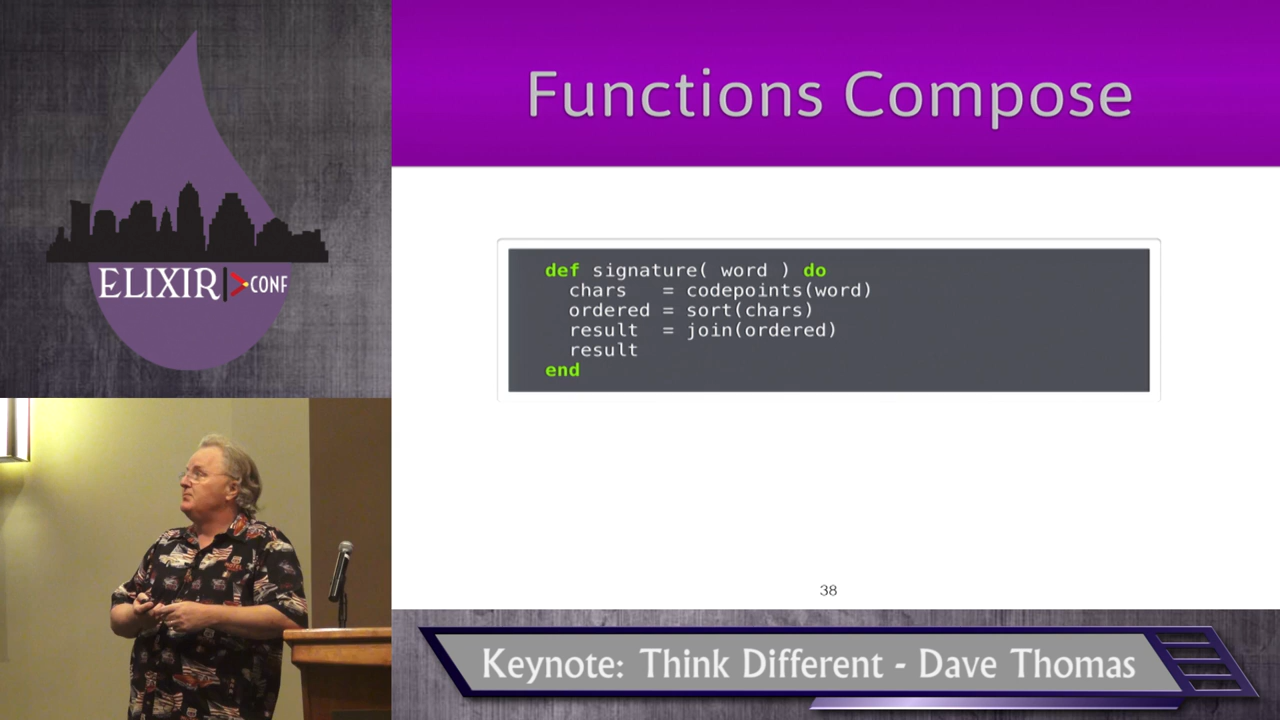 ELIXIR
CONF
Functions Compose
def signature( word ) do
  chars   = codepoints(word)
  ordered = sort(chars)
  result  = join(ordered)
  result
end
38
Keynote: Think Different - Dave Thomas